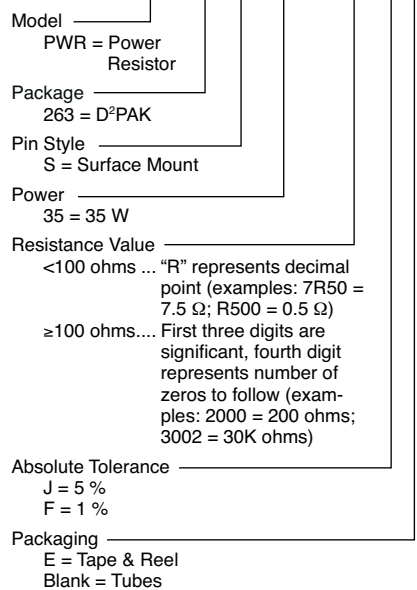 Model
PWR = Power
Resistor
Package
263 = D²PAK
Pin Style
S = Surface Mount
Power
35 = 35 W
Resistance Value
<100 ohms ... “R” represents decimal
point (examples: 7R50 =
7.5 Ω; R500 = 0.5 Ω)
≥100 ohms.... First three digits are
significant, fourth digit
represents number of
zeros to follow (exam-
ples: 2000 = 200 ohms;
3002 = 30K ohms)
Absolute Tolerance
J = 5 %
F = 1 %
Packaging
E = Tape & Reel
Blank = Tubes